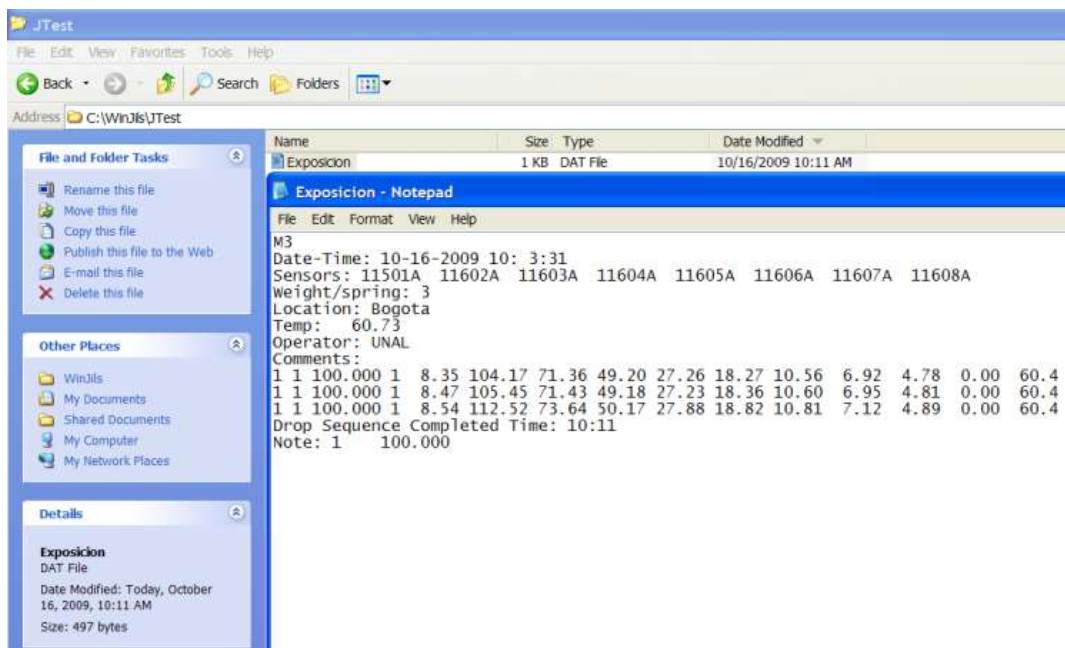 JTest
File Edit View Favorites Tools Help
Back Search Folders
Address C:\WinJils\JTest
Name Size Type Date Modified
Exposicion 1 KB DAT File 10/16/2009 10:11 AM
File and Folder Tasks
Rename this file
Move this file
Copy this file
Publish this file to the Web
E-mail this file
Delete this file
Other Places
WinJils
My Documents
Shared Documents
My Computer
My Network Places
Details
Exposicion
DAT File
Date Modified: Today, October
16, 2009, 10:11 AM
Size: 497 bytes
Exposicion - Notepad
File Edit Format View Help
M3
Date-Time: 10-16-2009 10: 3:31
Sensors: 11501A 11602A 11603A 11604A 11605A 11606A 11607A 11608A
Weight/spring: 3
Location: Bogota
Temp: 60.73
Operator: UNAL
Comments:
1 1 100.000 1 8.35 104.17 71.36 49.20 27.26 18.27 10.56 6.92 4.78 0.00 60.4
1 1 100.000 1 8.47 105.45 71.43 49.18 27.23 18.36 10.60 6.95 4.81 0.00 60.4
1 1 100.000 1 8.54 112.52 73.64 50.17 27.88 18.82 10.81 7.12 4.89 0.00 60.4
Drop Sequence Completed Time: 10:11
Note: 1 100.000